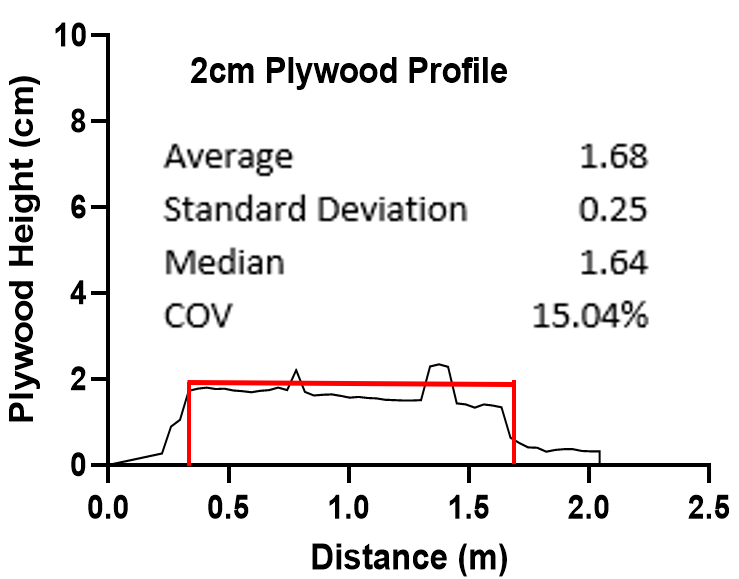 2cm Plywood Profile
Average 1.68
Standard Deviation 0.25
Median 1.64
COV 15.04%
Plywood Height (cm)
10
8
6
4
2
0
0.0 0.5 1.0 1.5 2.0 2.5
Distance (m)